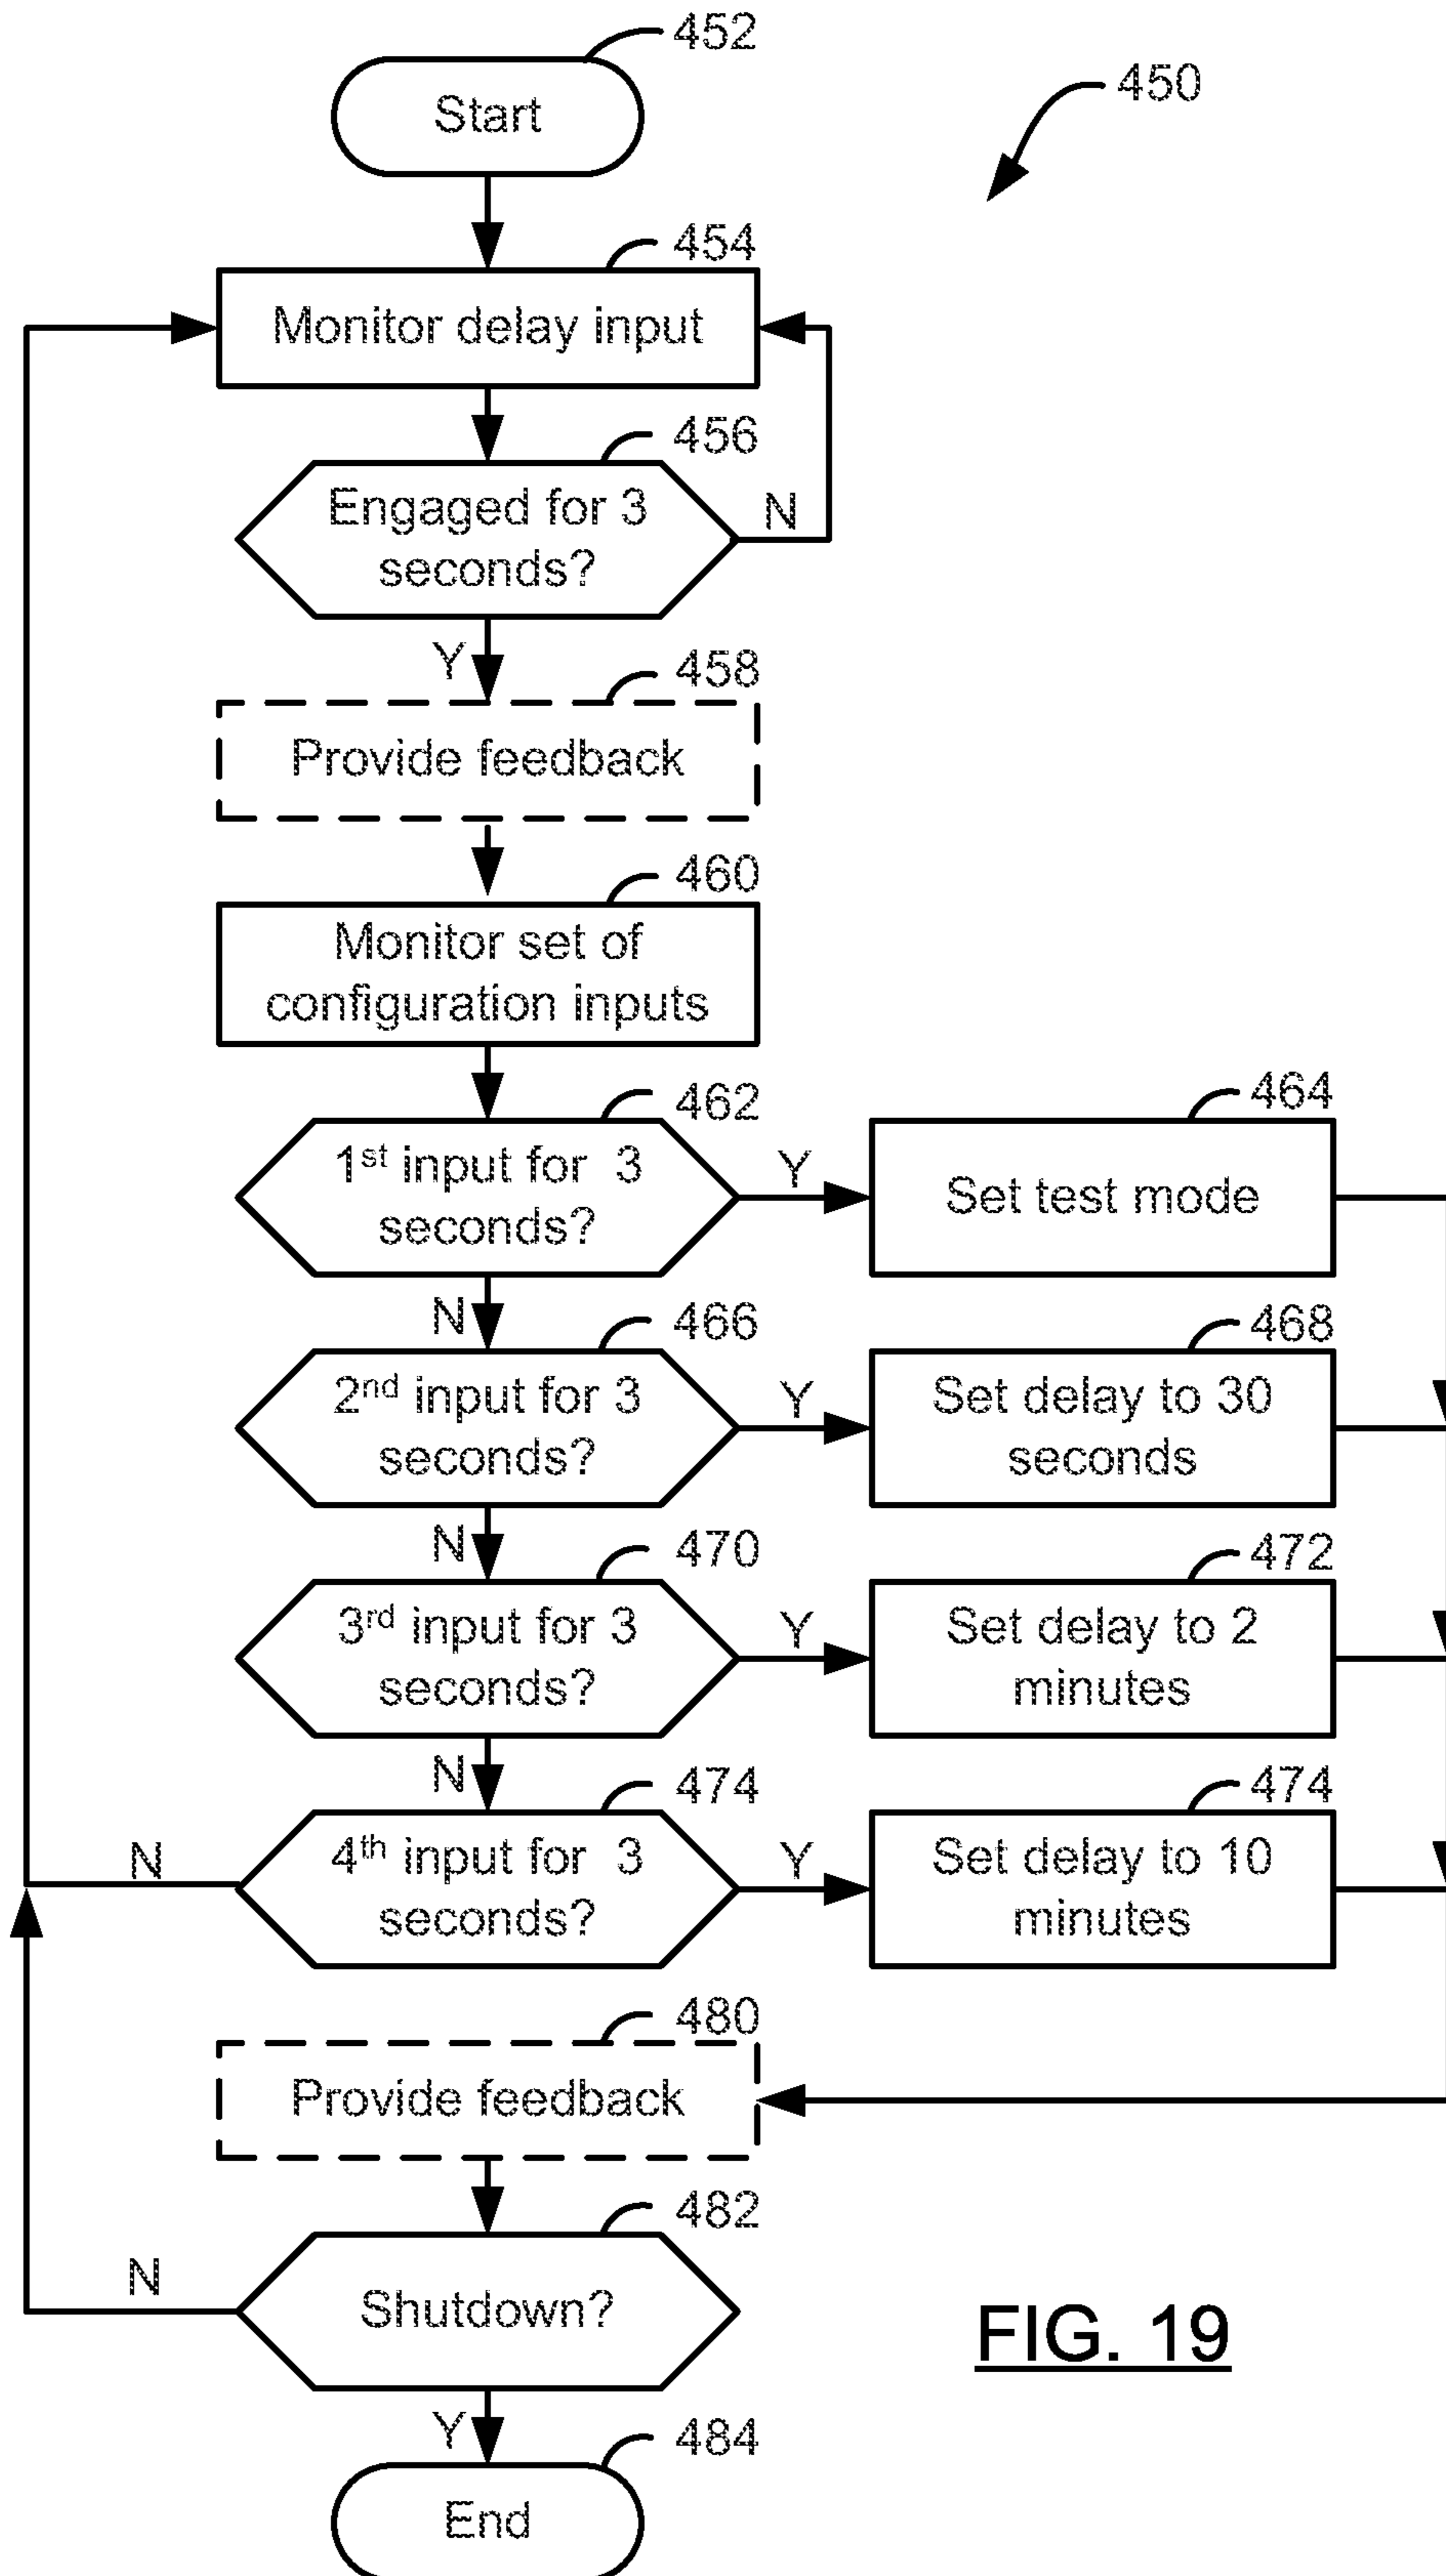 452
Start
450
454
Monitor delay input
456
Engaged for 3
seconds?
N
Y
458
Provide feedback
460
Monitor set of
configuration inputs
462
1st input for 3
seconds?
Y
464
Set test mode
N
466
2nd input for 3
seconds?
Y
468
Set delay to 30
seconds
N
470
3rd input for 3
seconds?
Y
472
Set delay to 2
minutes
N
474
4th input for 3
seconds?
N
Y
474
Set delay to 10
minutes
480
Provide feedback
482
Shutdown?
N
Y
484
End
FIG. 19